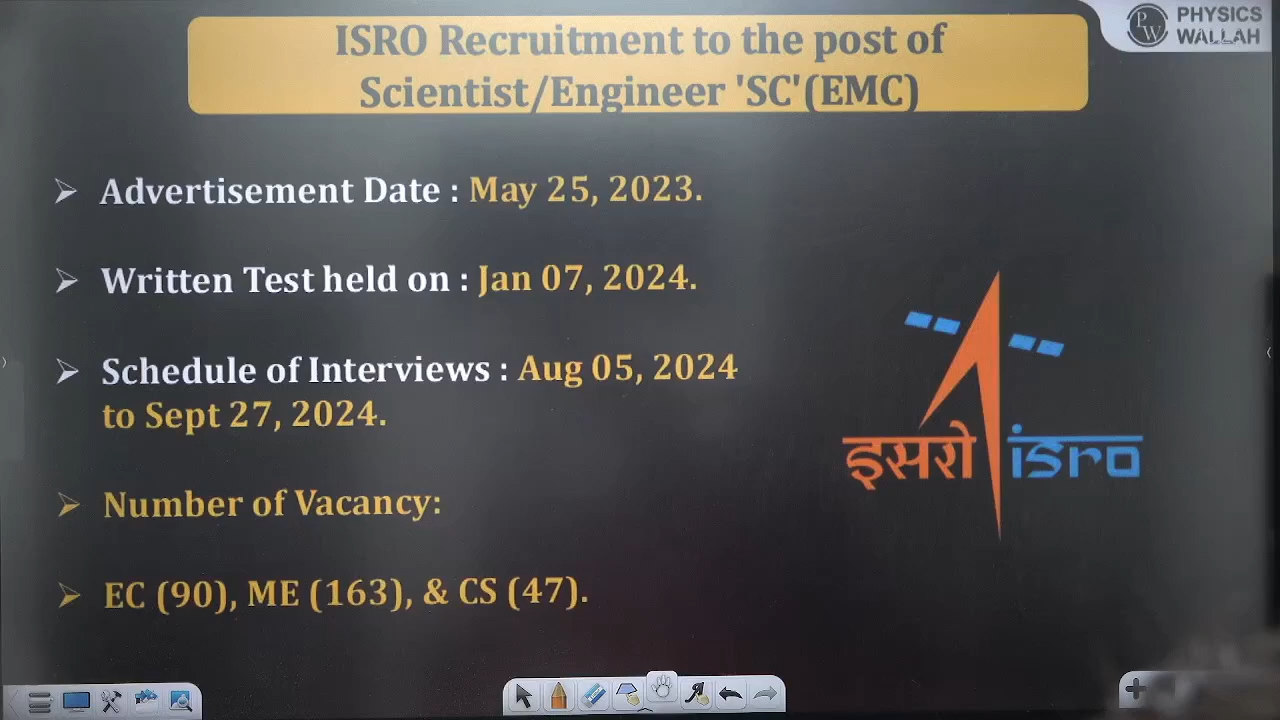 ISRO Recruitment to the post of
Scientist/Engineer 'SC'(EMC)
PHYSICS
WALLAH
Advertisement Date : May 25, 2023.
Written Test held on : Jan 07, 2024.
Schedule of Interviews : Aug 05, 2024
to Sept 27, 2024.
Number of Vacancy:
EC (90), ME (163), & CS (47).
इसरो isro